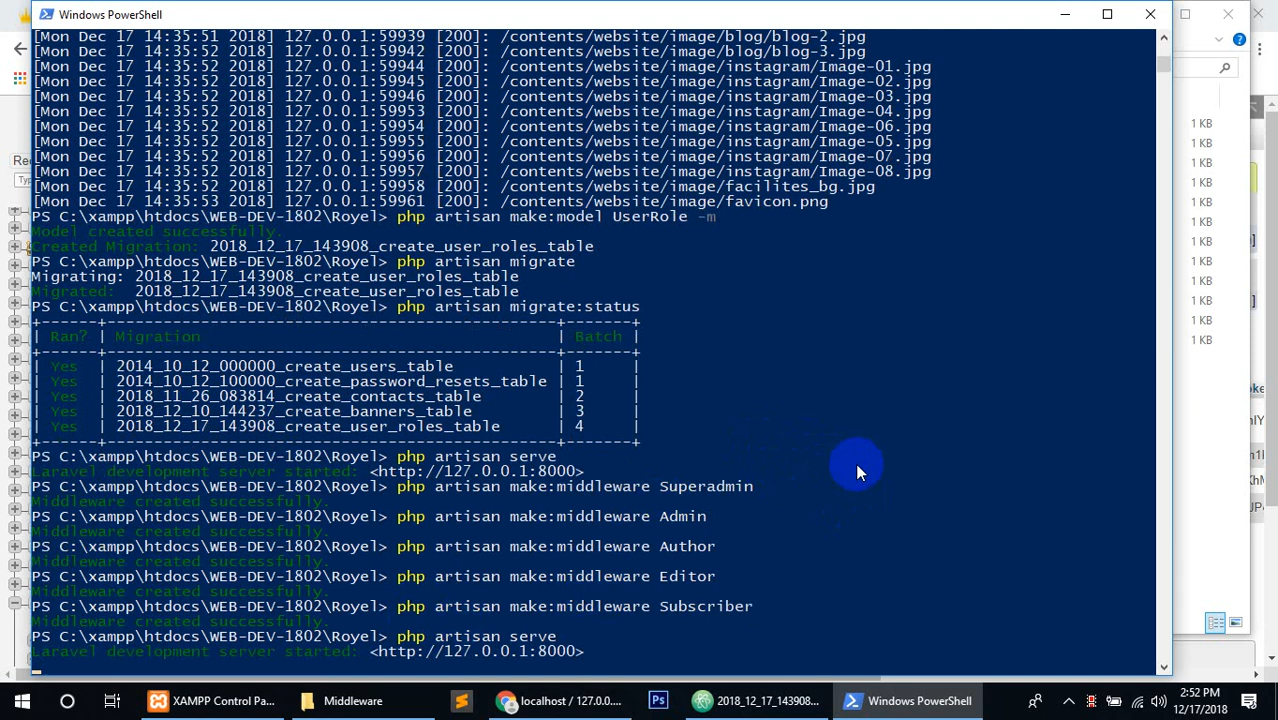 Windows PowerShell
[Mon Dec 17 14:35:51 2018] 127.0.0.1:59939 [200]: /contents/website/image/blog/blog-2.jpg
[Mon Dec 17 14:35:51 2018] 127.0.0.1:59942 [200]: /contents/website/image/blog/blog-3.jpg
[Mon Dec 17 14:35:52 2018] 127.0.0.1:59944 [200]: /contents/website/image/instagram/Image-01.jpg
[Mon Dec 17 14:35:52 2018] 127.0.0.1:59945 [200]: /contents/website/image/instagram/Image-02.jpg
[Mon Dec 17 14:35:52 2018] 127.0.0.1:59946 [200]: /contents/website/image/instagram/Image-03.jpg
[Mon Dec 17 14:35:52 2018] 127.0.0.1:59953 [200]: /contents/website/image/instagram/Image-04.jpg
[Mon Dec 17 14:35:52 2018] 127.0.0.1:59954 [200]: /contents/website/image/instagram/Image-06.jpg
[Mon Dec 17 14:35:52 2018] 127.0.0.1:59955 [200]: /contents/website/image/instagram/Image-05.jpg
[Mon Dec 17 14:35:52 2018] 127.0.0.1:59956 [200]: /contents/website/image/instagram/Image-07.jpg
[Mon Dec 17 14:35:52 2018] 127.0.0.1:59957 [200]: /contents/website/image/instagram/Image-08.jpg
[Mon Dec 17 14:35:52 2018] 127.0.0.1:59958 [200]: /contents/website/image/facilites_bg.jpg
[Mon Dec 17 14:35:53 2018] 127.0.0.1:59961 [200]: /contents/website/image/favicon.png
PS C:\xampp\htdocs\WEB-DEV-1802\Royel> php artisan make:model UserRole -m
Model created successfully.
Created Migration: 2018_12_17_143908_create_user_roles_table
PS C:\xampp\htdocs\WEB-DEV-1802\Royel> php artisan migrate
Migrating: 2018_12_17_143908_create_user_roles_table
Migrated:  2018_12_17_143908_create_user_roles_table
PS C:\xampp\htdocs\WEB-DEV-1802\Royel> php artisan migrate:status
+------+------------------------------------------------+-------+
| Ran? | Migration | Batch |
+------+------------------------------------------------+-------+
| Yes | 2014_10_12_000000_create_users_table | 1 |
| Yes | 2014_10_12_100000_create_password_resets_table | 1 |
| Yes | 2018_11_26_083814_create_contacts_table | 2 |
| Yes | 2018_12_10_144237_create_banners_table | 3 |
| Yes | 2018_12_17_143908_create_user_roles_table | 4 |
+------+------------------------------------------------+-------+
PS C:\xampp\htdocs\WEB-DEV-1802\Royel> php artisan serve
Laravel development server started: <http://127.0.0.1:8000>
PS C:\xampp\htdocs\WEB-DEV-1802\Royel> php artisan make:middleware Superadmin
Middleware created successfully.
PS C:\xampp\htdocs\WEB-DEV-1802\Royel> php artisan make:middleware Admin
Middleware created successfully.
PS C:\xampp\htdocs\WEB-DEV-1802\Royel> php artisan make:middleware Author
Middleware created successfully.
PS C:\xampp\htdocs\WEB-DEV-1802\Royel> php artisan make:middleware Editor
Middleware created successfully.
PS C:\xampp\htdocs\WEB-DEV-1802\Royel> php artisan make:middleware Subscriber
Middleware created successfully.
PS C:\xampp\htdocs\WEB-DEV-1802\Royel> php artisan serve
Laravel development server started: <http://127.0.0.1:8000>
1 KB
1 KB
1 KB
1 KB
1 KB
1 KB
1 KB
1 KB
XAMPP Control Pa...
Middleware
localhost / 127.0.0....
2018_12_17_143908...
Windows PowerShell
2:52 PM
12/17/2018